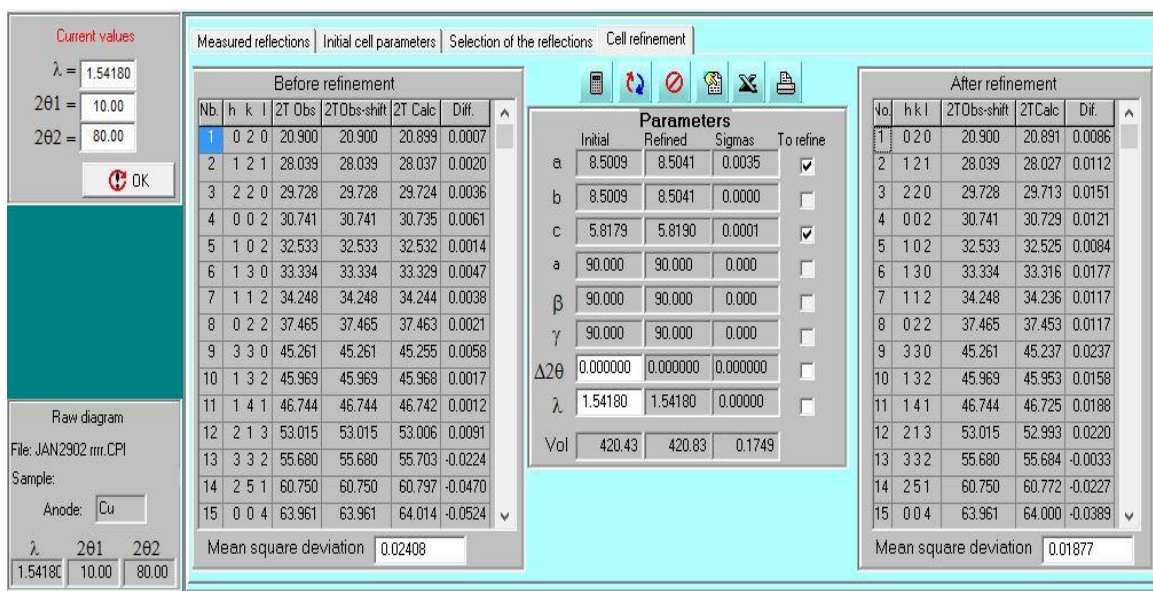 Current values
λ = 1.54180
2θ1 = 10.00
2θ2 = 80.00
OK
Measured reflections Initial cell parameters Selection of the reflections Cell refinement
Before refinement
Nb. h k l 2T Obs 2TObs-shift 2T Calc Diff.
1 0 2 0 20.900 20.900 20.899 0.0007
2 1 2 1 28.039 28.039 28.037 0.0020
3 2 2 0 29.728 29.728 29.724 0.0036
4 0 0 2 30.741 30.741 30.735 0.0061
5 1 0 2 32.533 32.533 32.532 0.0014
6 1 3 0 33.334 33.334 33.329 0.0047
7 1 1 2 34.248 34.248 34.244 0.0038
8 0 2 2 37.465 37.465 37.463 0.0021
9 3 3 0 45.261 45.261 45.255 0.0058
10 1 3 2 45.969 45.969 45.968 0.0017
11 1 4 1 46.744 46.744 46.742 0.0012
12 2 1 3 53.015 53.015 53.006 0.0091
13 3 3 2 55.680 55.680 55.703 -0.0224
14 2 5 1 60.750 60.750 60.797 -0.0470
15 0 0 4 63.961 63.961 64.014 -0.0524
Mean square deviation 0.02408
Parameters
Initial Refined Sigmas To refine
a 8.5009 8.5041 0.0035
b 8.5009 8.5041 0.0000
c 5.8179 5.8190 0.0001
a 90.000 90.000 0.000
β 90.000 90.000 0.000
γ 90.000 90.000 0.000
Δ2θ 0.000000 0.000000 0.000000
λ 1.54180 1.54180 0.00000
Vol 420.43 420.83 0.1749
After refinement
No. h k l 2TObs-shift 2TCalc Dif.
1 0 2 0 20.900 20.891 0.0086
2 1 2 1 28.039 28.027 0.0112
3 2 2 0 29.728 29.713 0.0151
4 0 0 2 30.741 30.729 0.0121
5 1 0 2 32.533 32.525 0.0084
6 1 3 0 33.334 33.316 0.0177
7 1 1 2 34.248 34.236 0.0117
8 0 2 2 37.465 37.453 0.0117
9 3 3 0 45.261 45.237 0.0237
10 1 3 2 45.969 45.953 0.0158
11 1 4 1 46.744 46.725 0.0188
12 2 1 3 53.015 52.993 0.0220
13 3 3 2 55.680 55.684 -0.0033
14 2 5 1 60.750 60.772 -0.0227
15 0 0 4 63.961 64.000 -0.0389
Mean square deviation 0.01877
Raw diagram
File: JAN2902 rrrr.CPI
Sample:
Anode: Cu
λ 2θ1 2θ2
1.5418 10.00 80.00